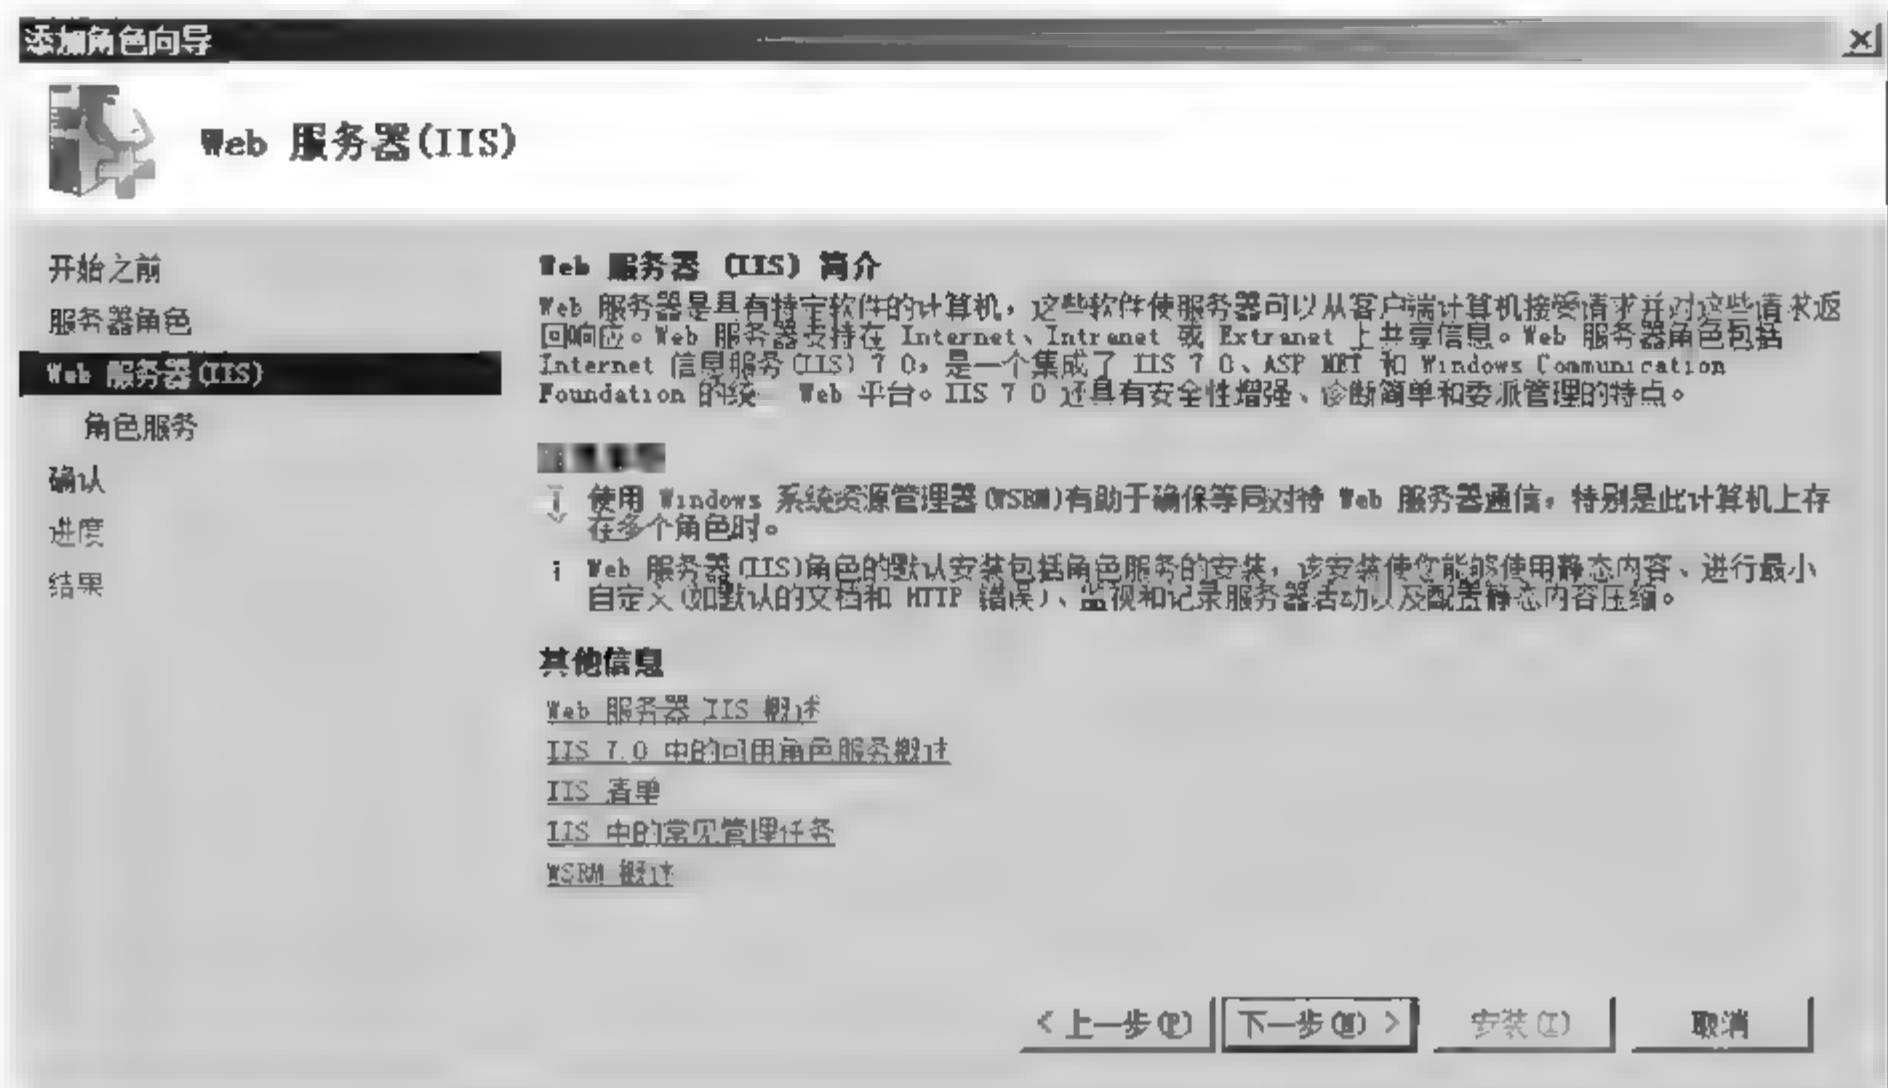 添加角色向导
Web 服务器(IIS)
开始之前
服务器角色
Web 服务器(IIS)
角色服务
确认
进度
结果
Web 服务器 (IIS) 简介
Web 服务器是具有特定软件的计算机，这些软件使服务器可以从客户端计算机接受请求并对这些请求返
回响应。Web 服务器支持在 Internet、Intranet 或 Extranet 上共享信息。Web 服务器角色包括
Internet 信息服务(IIS) 7 0，是一个集成了 IIS 7 0、ASP NET 和 Windows Communication
Foundation 的统一 Web 平台。IIS 7 0 还具有安全性增强、诊断简单和委派管理的特点。
使用 Windows 系统资源管理器(WSRM)有助于确保等同对待 Web 服务器通信，特别是此计算机上存
在多个角色时。
Web 服务器(IIS)角色的默认安装包括角色服务的安装，该安装使您能够使用静态内容、进行最小
自定义(如默认的文档和 HTTP 错误)、监视和记录服务器活动以及配置静态内容压缩。
其他信息
Web 服务器 IIS 概述
IIS 7.0 中的可用角色服务概述
IIS 清单
IIS 中的常见管理任务
WSRM 概述
< 上一步(P)
下一步(N) >
安装(I)
取消